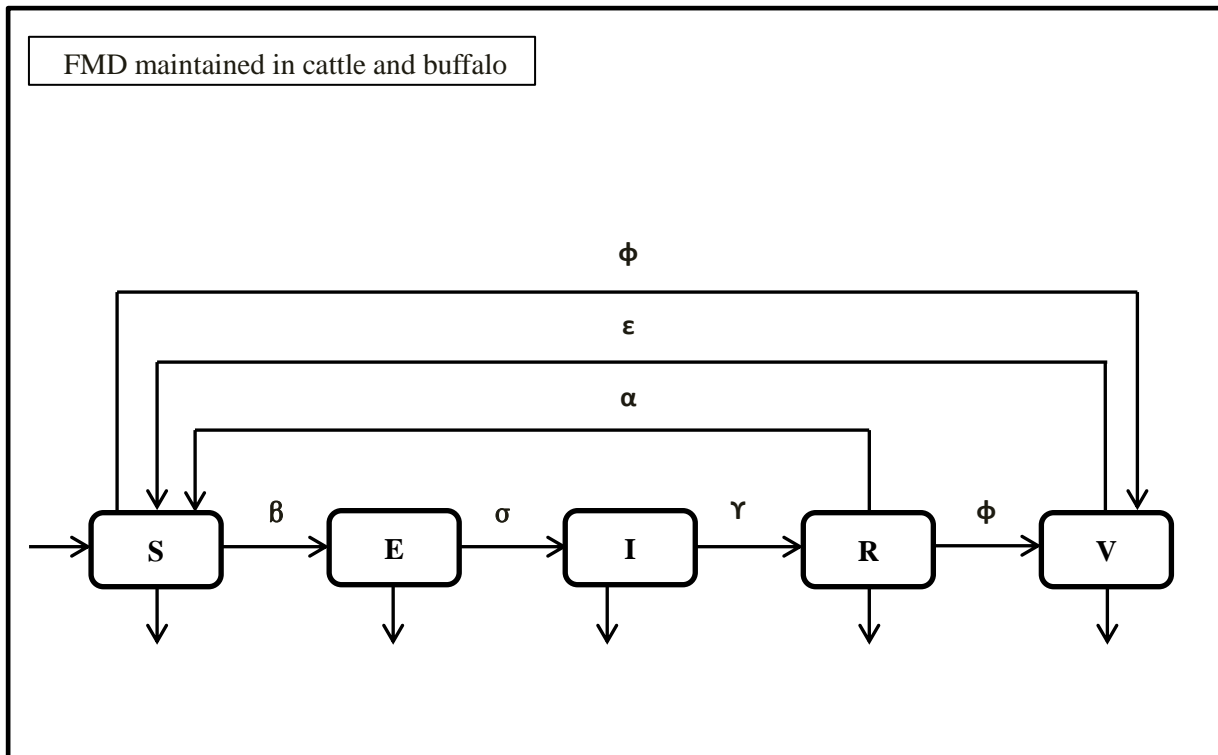 FMD maintained in cattle and buffalo
ϕ
ε
α
β
σ
ϒ
ϕ
S
E
I
R
V